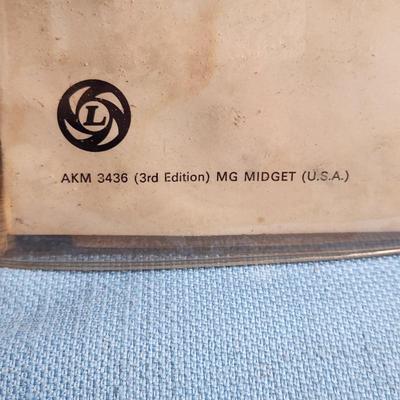 L
AKM 3436 (3rd Edition) MG MIDGET (U.S.A.)